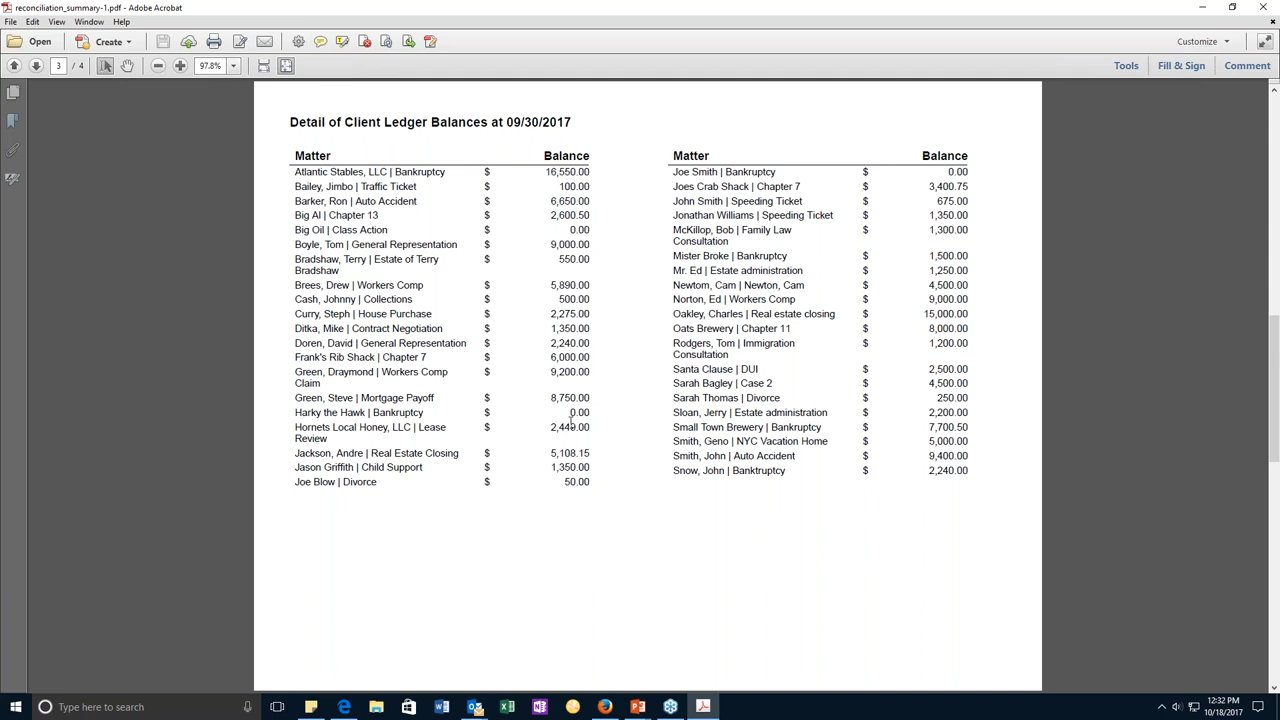 reconciliation_summary-1.pdf - Adobe Acrobat
File Edit View Window Help
Open Create Customize
3 / 4 97.8% Tools Fill & Sign Comment
Detail of Client Ledger Balances at 09/30/2017
Matter Balance
Atlantic Stables, LLC | Bankruptcy $ 16,550.00
Bailey, Jimbo | Traffic Ticket $ 100.00
Barker, Ron | Auto Accident $ 6,650.00
Big Al | Chapter 13 $ 2,600.50
Big Oil | Class Action $ 0.00
Boyle, Tom | General Representation $ 9,000.00
Bradshaw, Terry | Estate of Terry $ 550.00
Bradshaw
Brees, Drew | Workers Comp $ 5,890.00
Cash, Johnny | Collections $ 500.00
Curry, Steph | House Purchase $ 2,275.00
Ditka, Mike | Contract Negotiation $ 1,350.00
Doren, David | General Representation $ 2,240.00
Frank's Rib Shack | Chapter 7 $ 6,000.00
Green, Draymond | Workers Comp $ 9,200.00
Claim
Green, Steve | Mortgage Payoff $ 8,750.00
Harky the Hawk | Bankruptcy $ 0.00
Hornets Local Honey, LLC | Lease $
Review
Jackson, Andre | Real Estate Closing $ 5,108.15
Jason Griffith | Child Support $ 1,350.00
Joe Blow | Divorce $ 50.00
Matter Balance
Joe Smith | Bankruptcy $ 0.00
Joes Crab Shack | Chapter 7 $ 3,400.75
John Smith | Speeding Ticket $ 675.00
Jonathan Williams | Speeding Ticket $ 1,350.00
McKillop, Bob | Family Law $ 1,300.00
Consultation
Mister Broke | Bankruptcy $ 1,500.00
Mr. Ed | Estate administration $ 1,250.00
Newtom, Cam | Newton, Cam $ 4,500.00
Norton, Ed | Workers Comp $ 9,000.00
Oakley, Charles | Real estate closing $ 15,000.00
Oats Brewery | Chapter 11 $ 8,000.00
Rodgers, Tom | Immigration $ 1,200.00
Consultation
Santa Clause | DUI $ 2,500.00
Sarah Bagley | Case 2 $ 4,500.00
Sarah Thomas | Divorce $ 250.00
Sloan, Jerry | Estate administration $ 2,200.00
Small Town Brewery | Bankruptcy $ 7,700.50
Smith, Geno | NYC Vacation Home $ 5,000.00
Smith, John | Auto Accident $ 9,400.00
Snow, John | Banktruptcy $ 2,240.00
Type here to search
12:32 PM
10/18/2017